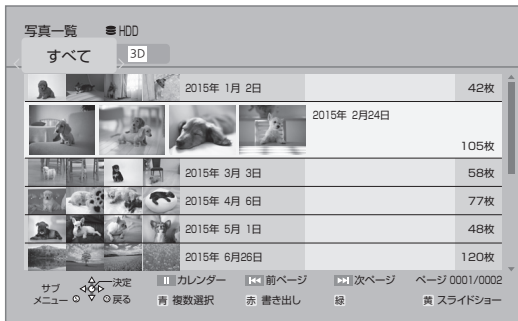 写真一覧 HDD
すべて 3D
2015年 1月 2日 42枚
2015年 2月24日
105枚
2015年 3月 3日 58枚
2015年 4月 6日 77枚
2015年 5月 1日 48枚
2015年 6月26日 120枚
サブメニュー 決定 戻る
カレンダー 前ページ 次ページ ページ 0001/0002
青 複数選択 赤 書き出し 緑 黄 スライドショー